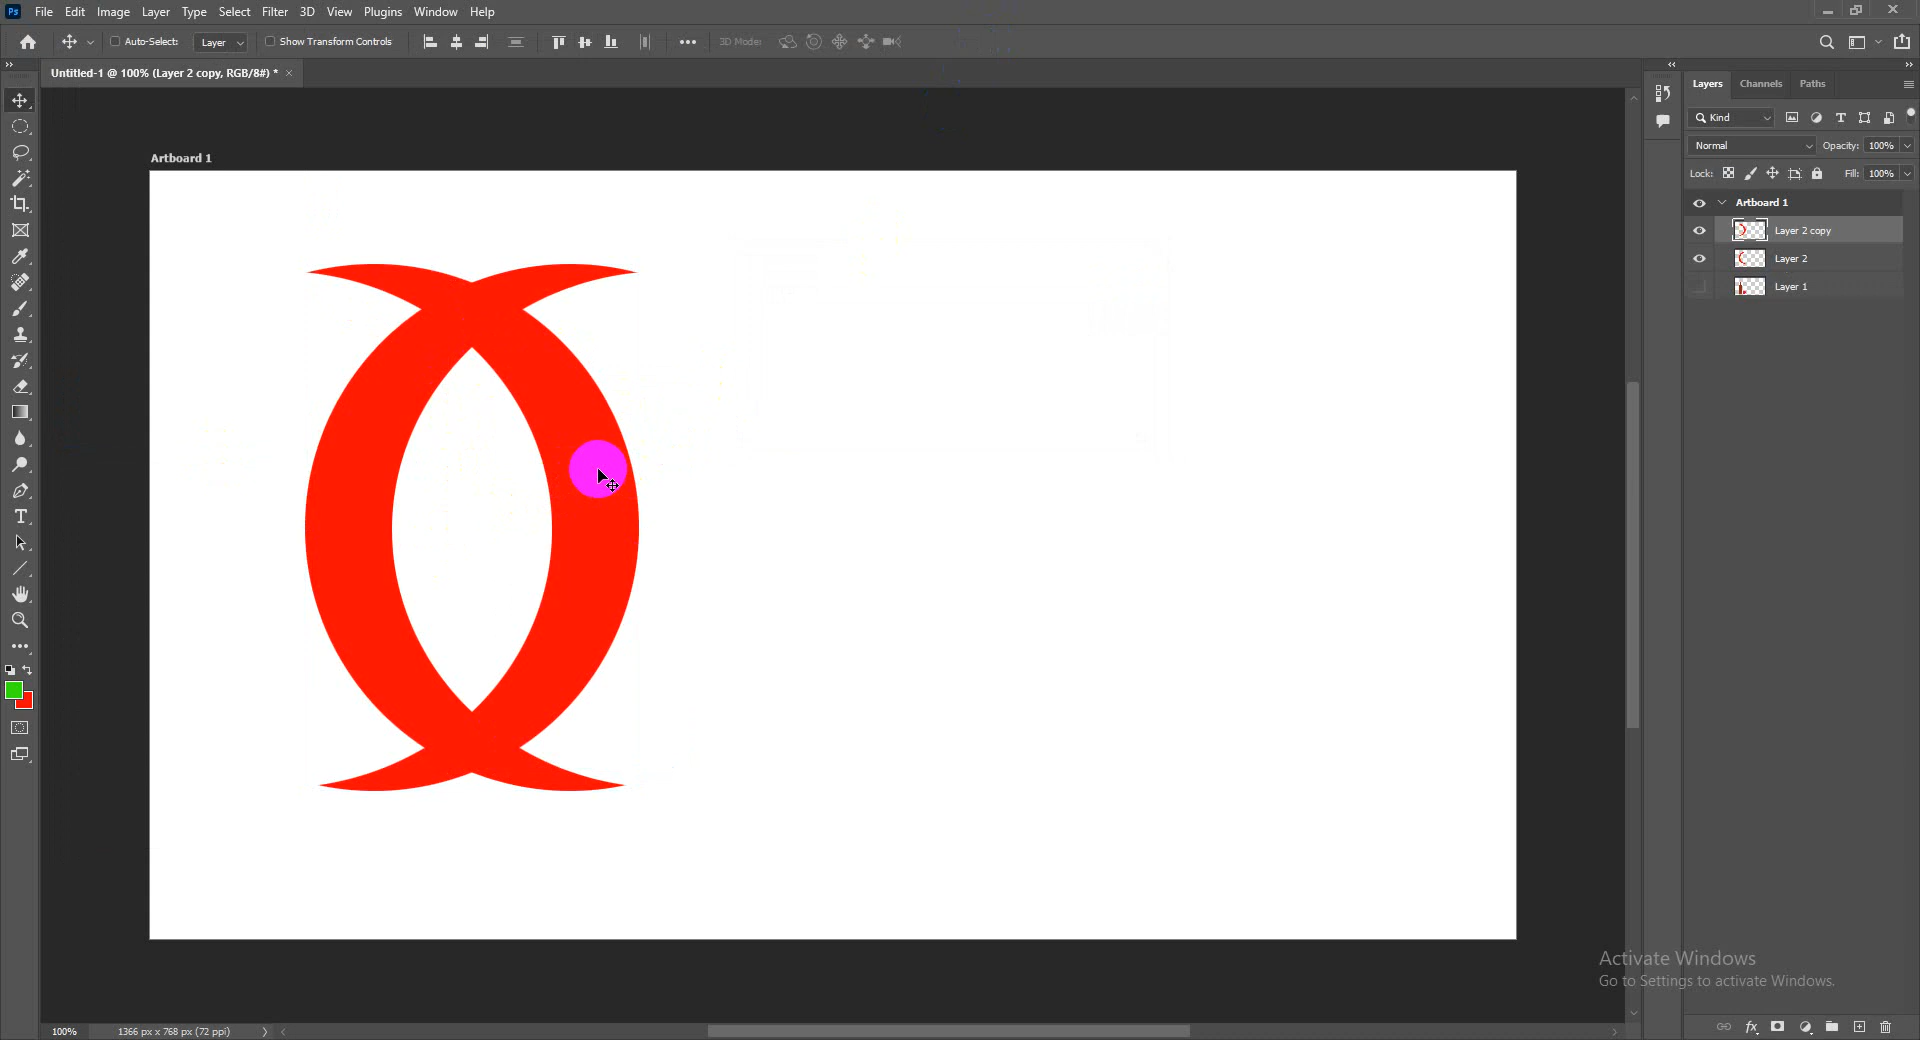 Ps File Edit Image Layer Type Select Filter 3D View Plugins Window Help
Auto-Select: Layer Show Transform Controls 3D Mode:
Untitled-1 @ 100% (Layer 2 copy, RGB/8#) *
Layers Channels Paths
Kind
Normal Opacity: 100%
Lock: Fill: 100%
Artboard 1
Layer 2 copy
Layer 2
Layer 1
Artboard 1
Activate Windows
Go to Settings to activate Windows.
100% 1366 px x 768 px (72 ppi)